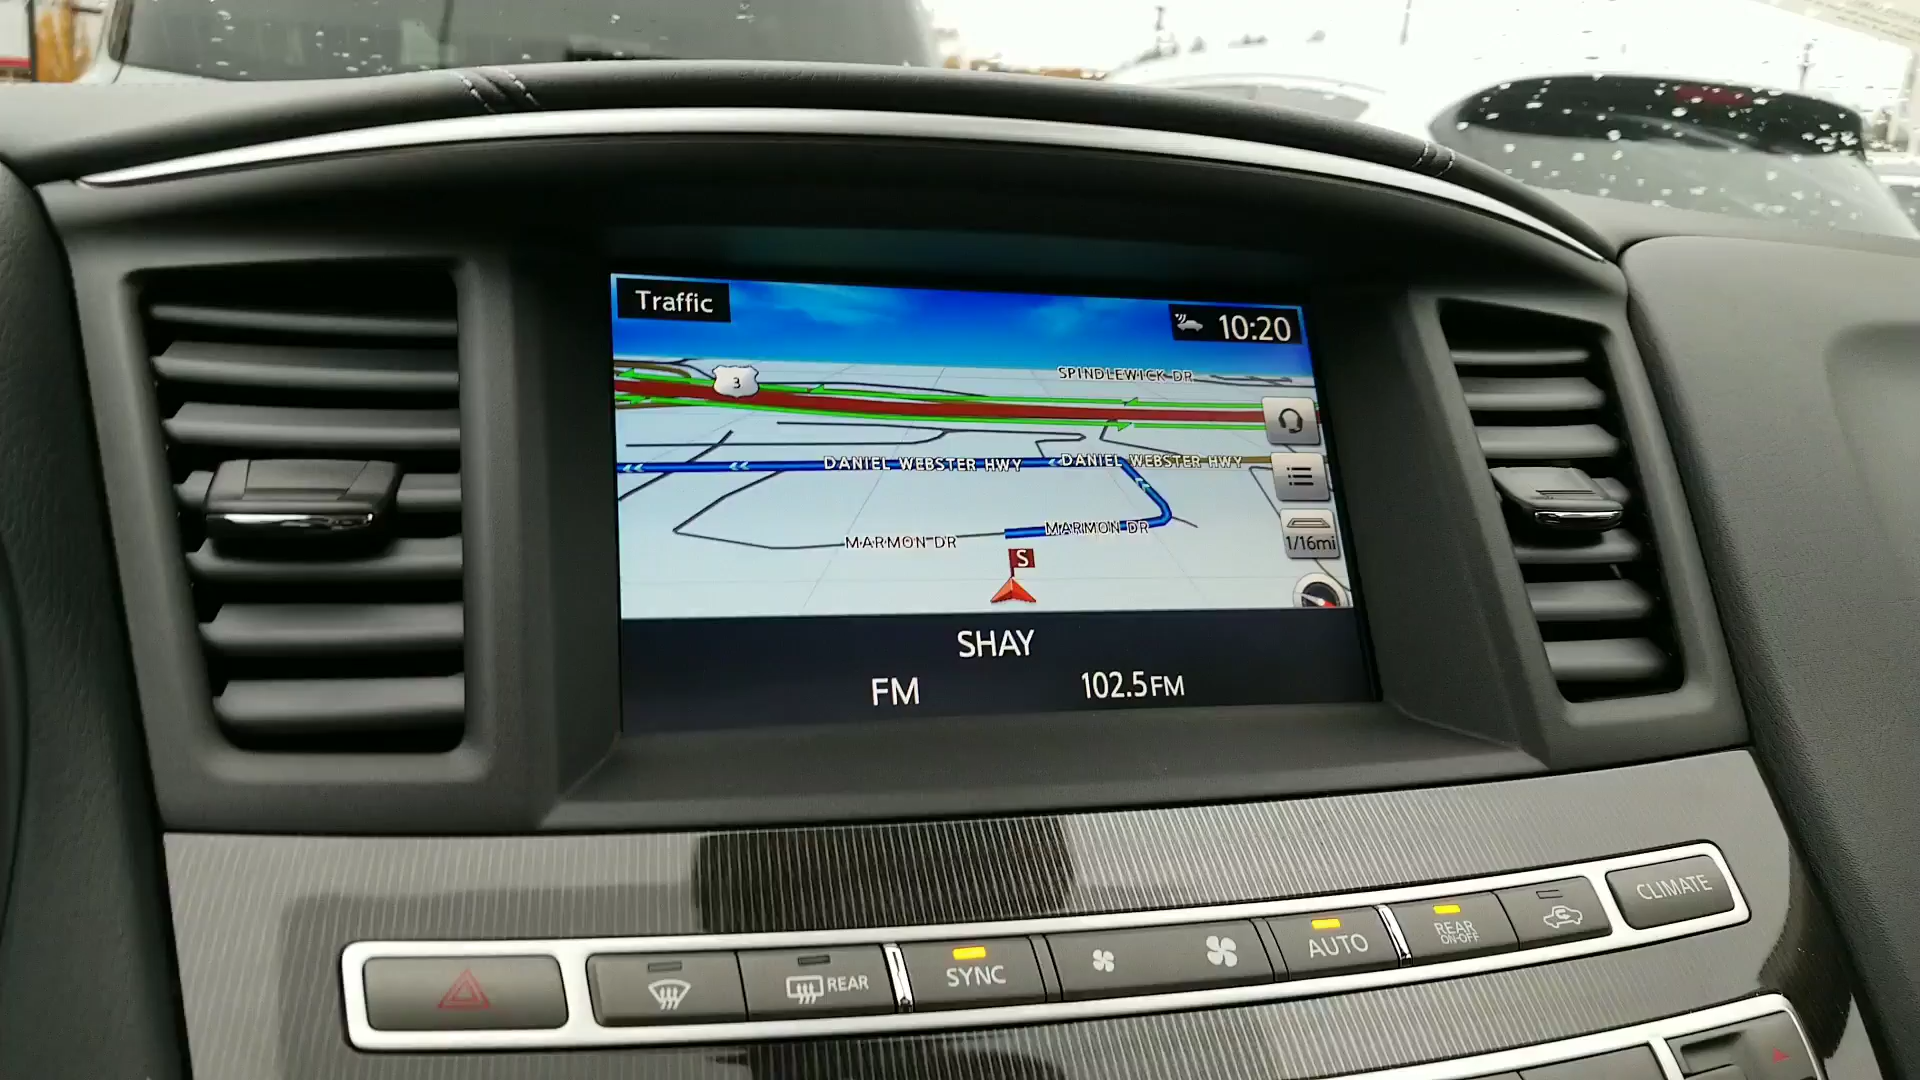 Traffic
10:20
SPINDLEWICK DR
3
DANIEL WEBSTER HWY
DANIEL WEBSTER HWY
MARMON DR
MARMON DR
1/16mi
S
SHAY
FM
102.5FM
CLIMATE
REAR
ON·OFF
AUTO
SYNC
REAR